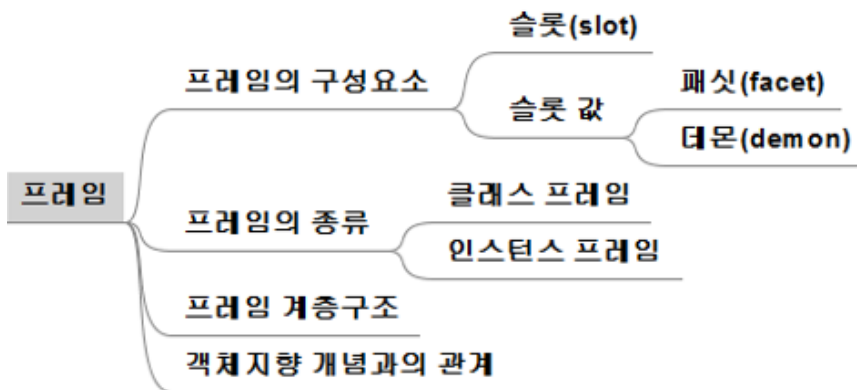 슬롯(slot)
프레임의 구성요소
슬롯 값
패싯(facet)
데몬(demon)
프레임
프레임의 종류
클래스 프레임
인스턴스 프레임
프레임 계층구조
객체지향 개념과의 관계